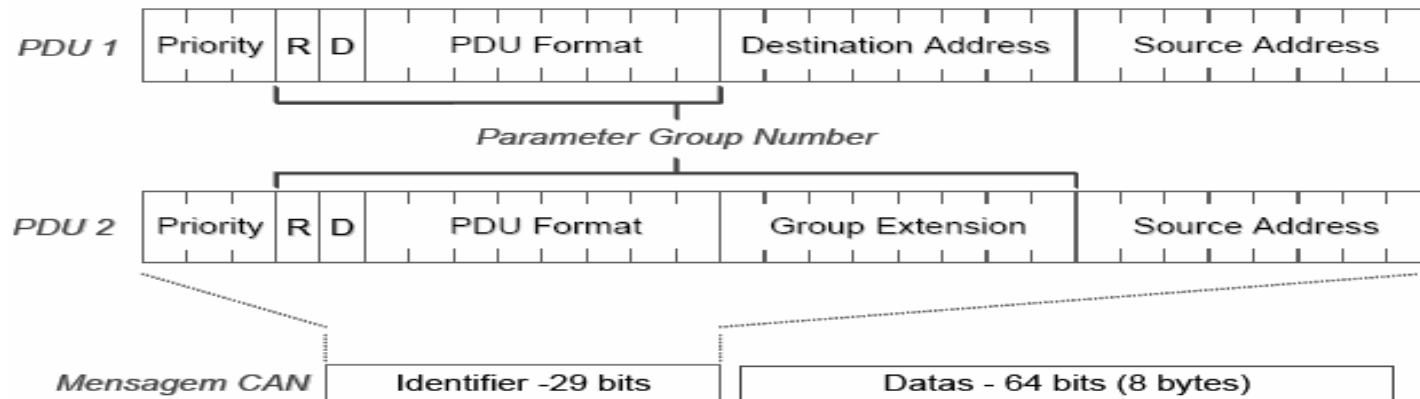 PDU 1 Priority R D PDU Format Destination Address Source Address
Parameter Group Number
PDU 2 Priority R D PDU Format Group Extension Source Address
Mensagem CAN Identifier -29 bits Datas - 64 bits (8 bytes)